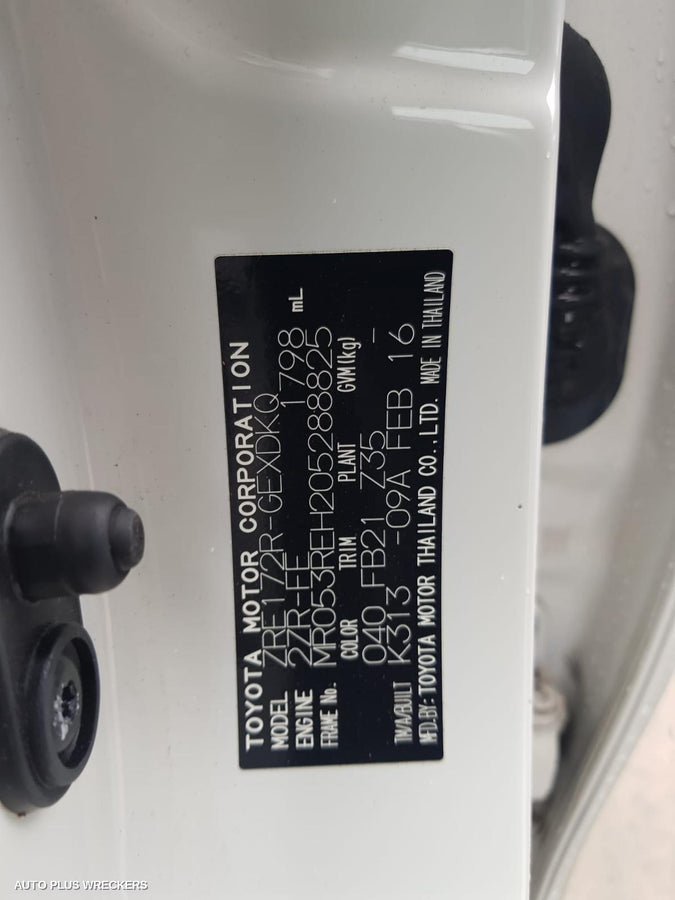 TOYOTA MOTOR CORPORATION
MODEL ZRE172R-GEXDKQ
ENGINE 2ZR-FE 1798 mL
FRAME No. MR053REH205288825
COLOR TRIM PLANT GVM(kg)
040 FB21 Z35 -
T/M/A/BUILT K313 -09A FEB 16
MFD.BY: TOYOTA MOTOR THAILAND CO.,LTD. MADE IN THAILAND
AUTO PLUS WRECKERS